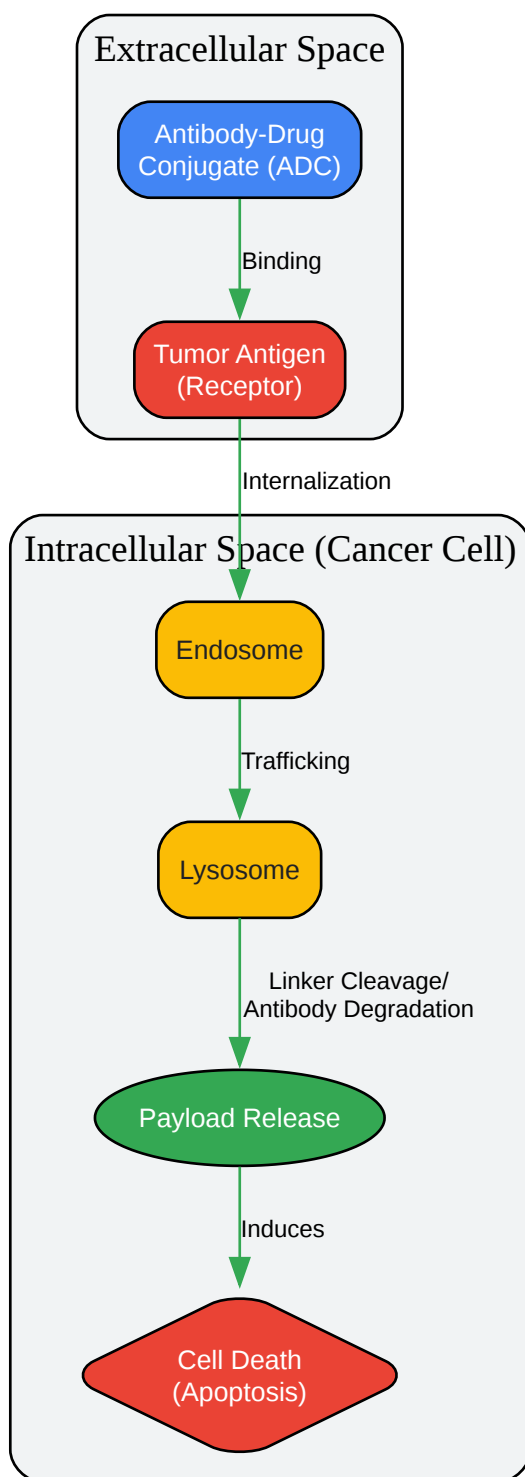 Extracellular Space
Antibody-Drug
Conjugate (ADC)
Binding
Tumor Antigen
(Receptor)
Internalization
Intracellular Space (Cancer Cell)
Endosome
Trafficking
Lysosome
Linker Cleavage/
Antibody Degradation
Payload Release
Induces
Cell Death
(Apoptosis)